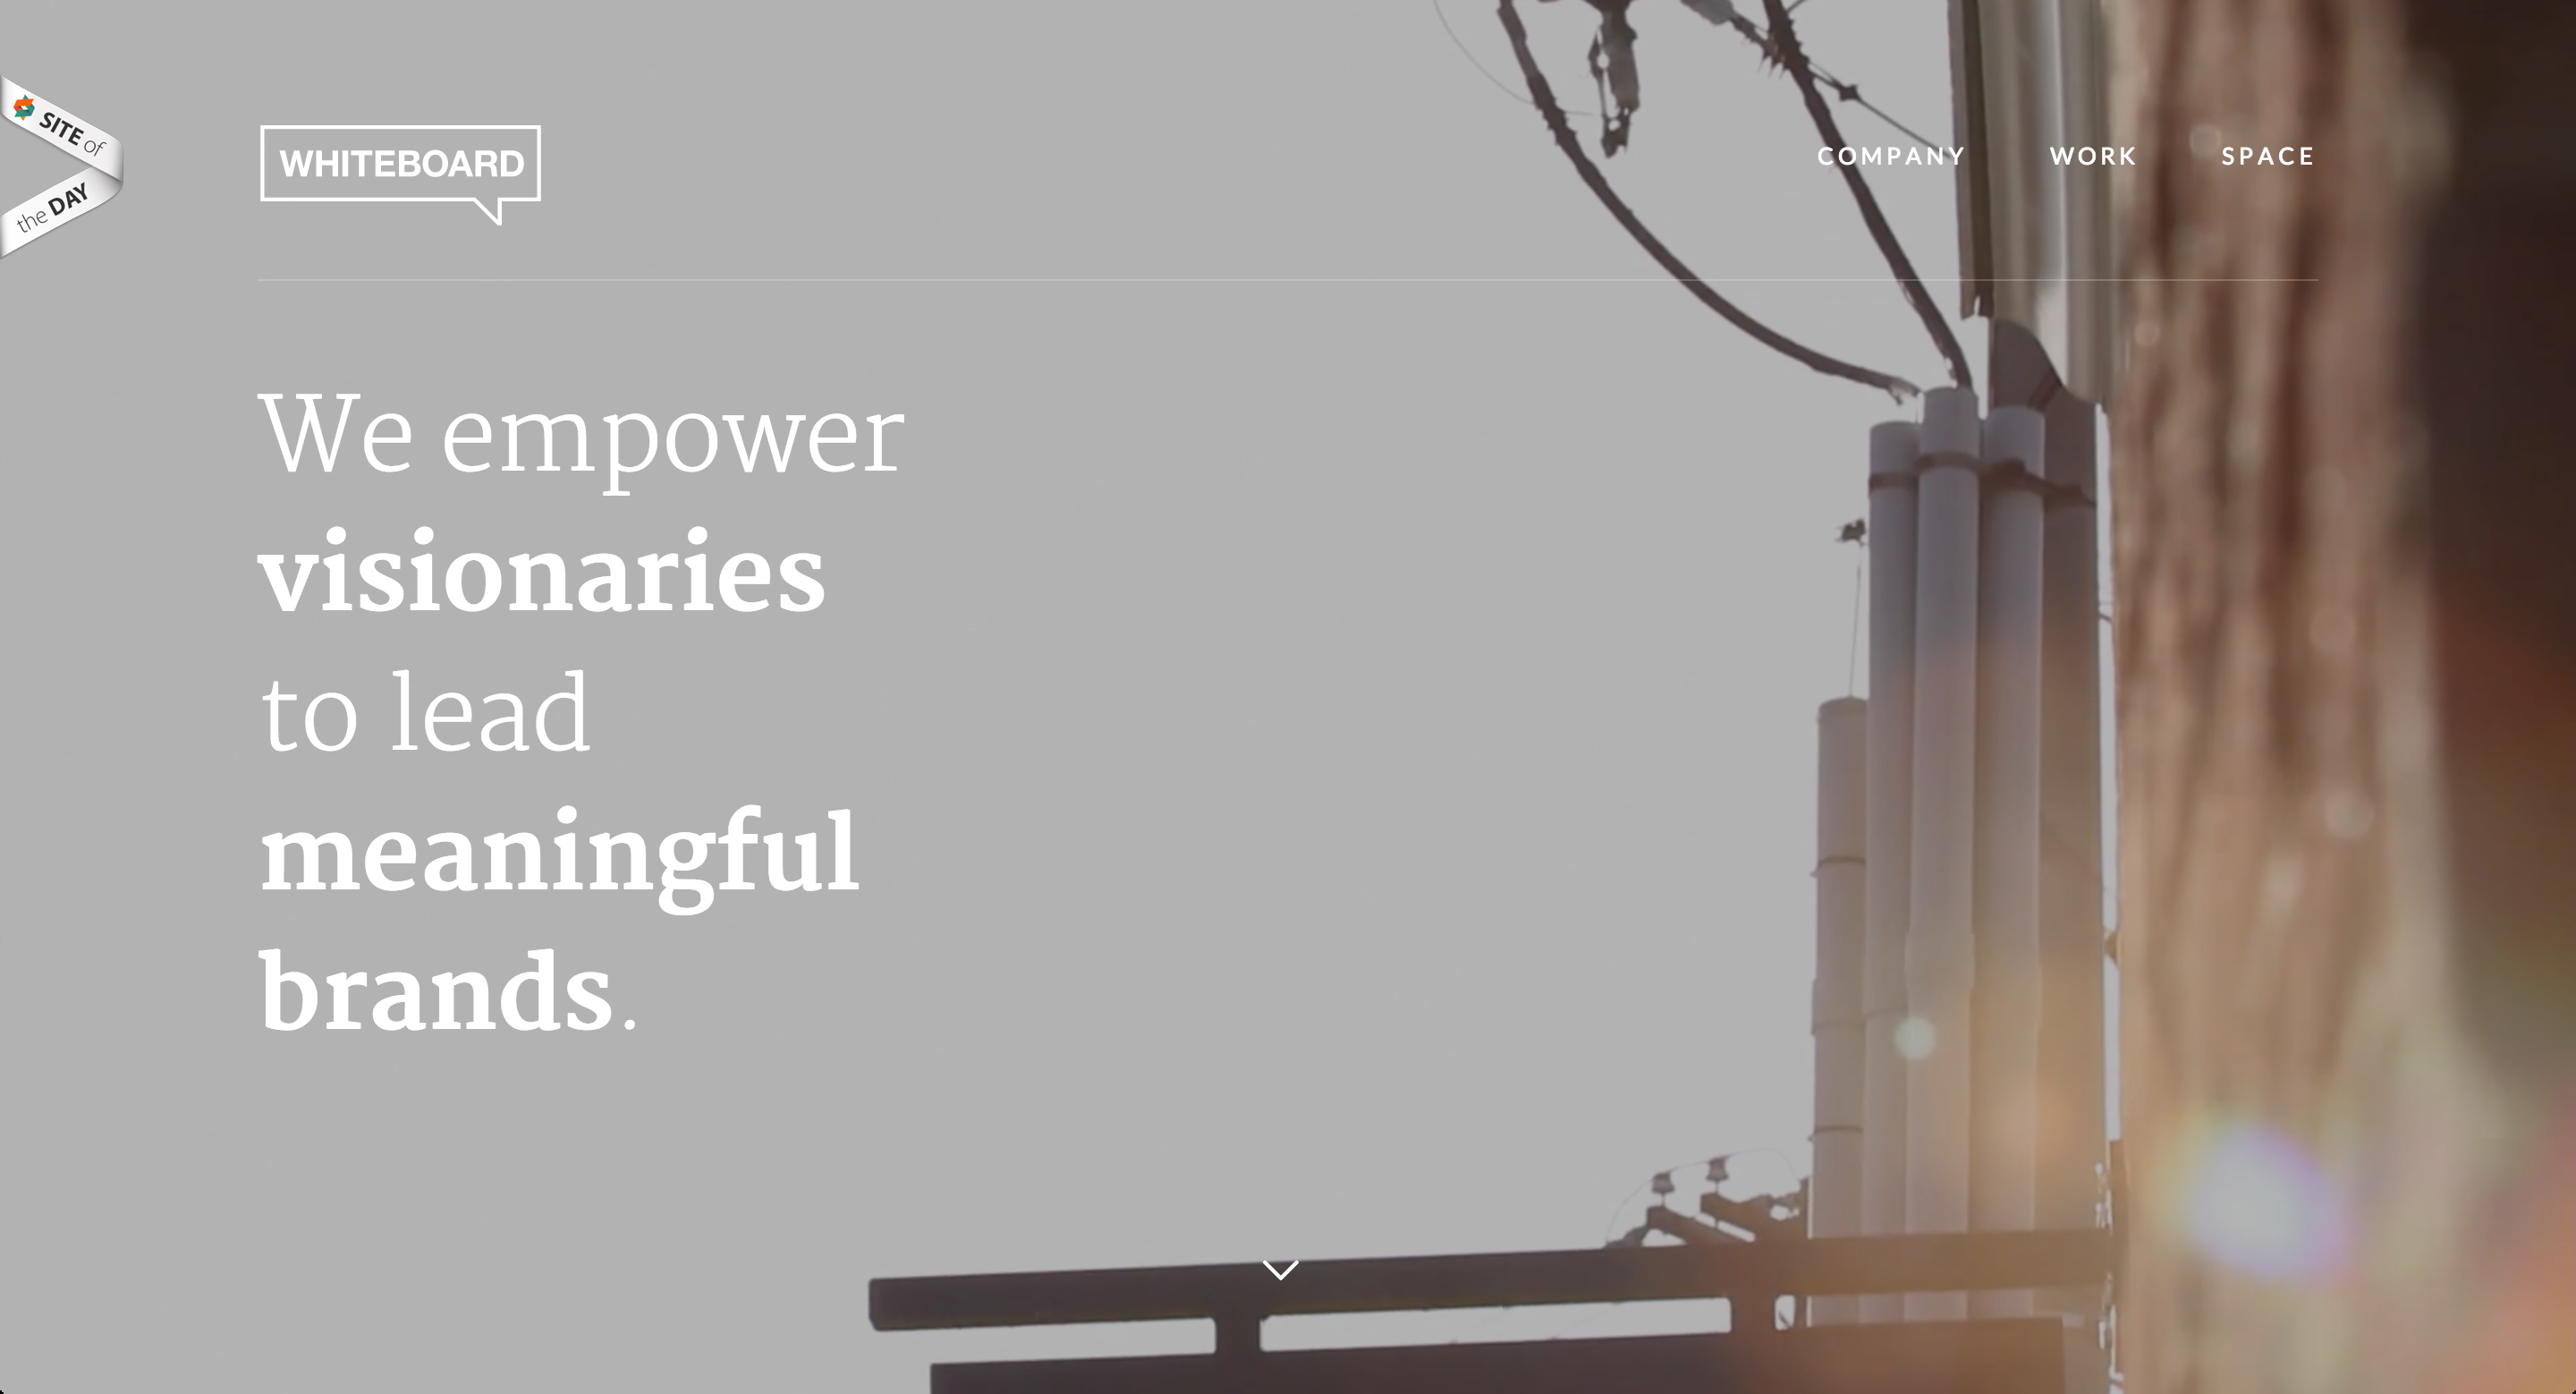 SITE of
the DAY
WHITEBOARD
COMPANY WORK SPACE
We empower
visionaries
to lead
meaningful
brands.